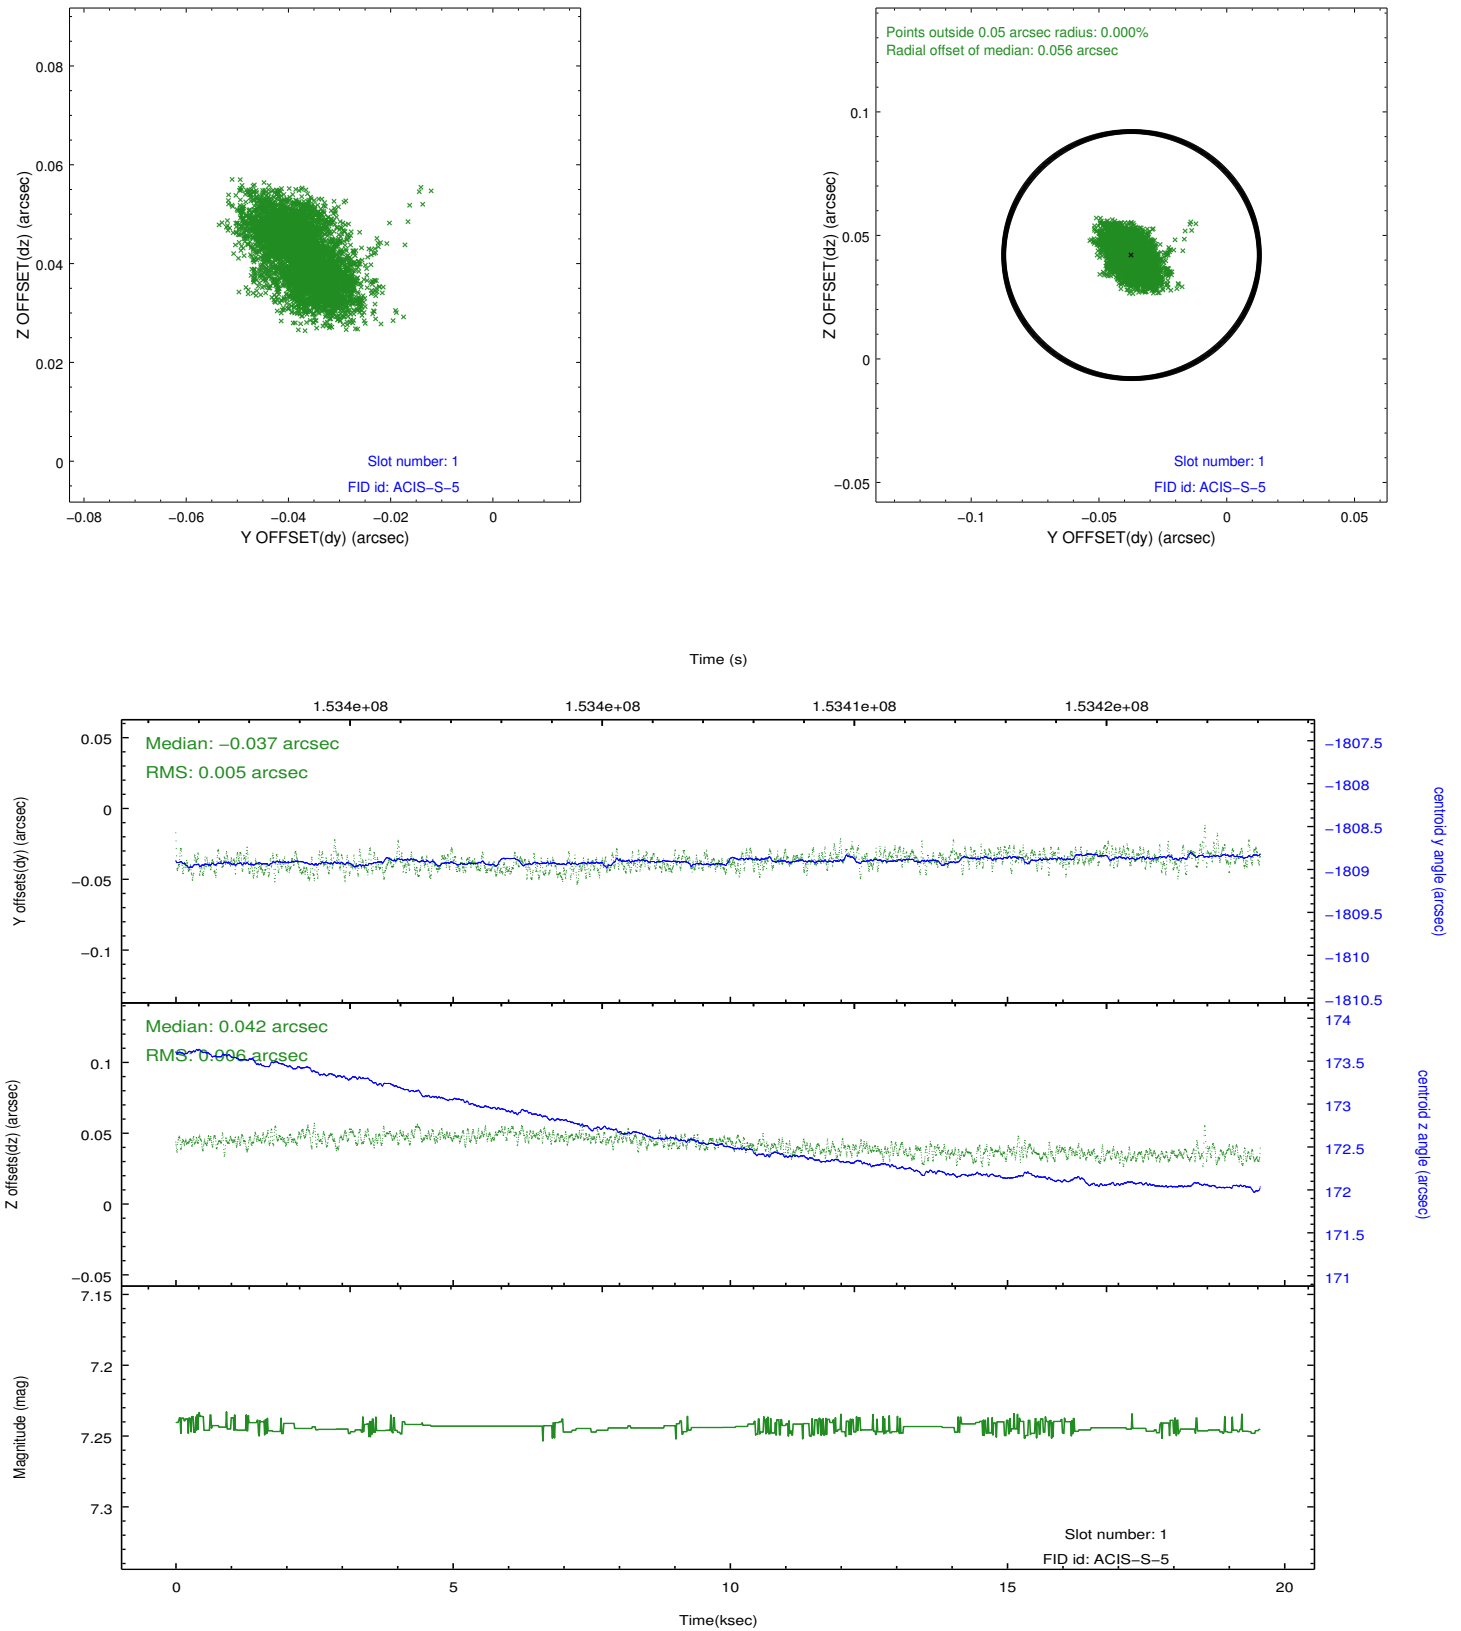 0.08
0.06
0.04
0.02
0
Z OFFSET(dz) (arcsec)
Slot number: 1
FID id: ACIS−S−5
−0.08
−0.06
−0.04
−0.02
0
Y OFFSET(dy) (arcsec)
Points outside 0.05 arcsec radius: 0.000%
Radial offset of median: 0.056 arcsec
0.1
0.05
0
−0.05
Z OFFSET(dz) (arcsec)
Slot number: 1
FID id: ACIS−S−5
−0.1
−0.05
0
0.05
Y OFFSET(dy) (arcsec)
Time (s)
1.534e+08
1.534e+08
1.5341e+08
1.5342e+08
Median: −0.037 arcsec
RMS: 0.005 arcsec
0.05
0
−0.05
−0.1
Y offsets(dy) (arcsec)
−1807.5
−1808
−1808.5
−1809
−1809.5
−1810
−1810.5
centroid y angle (arcsec)
Median: 0.042 arcsec
RMS: 0.006 arcsec
0.1
0.05
0
−0.05
Z offsets(dz) (arcsec)
174
173.5
173
172.5
172
171.5
171
centroid z angle (arcsec)
7.15
7.2
7.25
7.3
Magnitude (mag)
Slot number: 1
FID id: ACIS−S−5
0
5
10
15
20
Time(ksec)